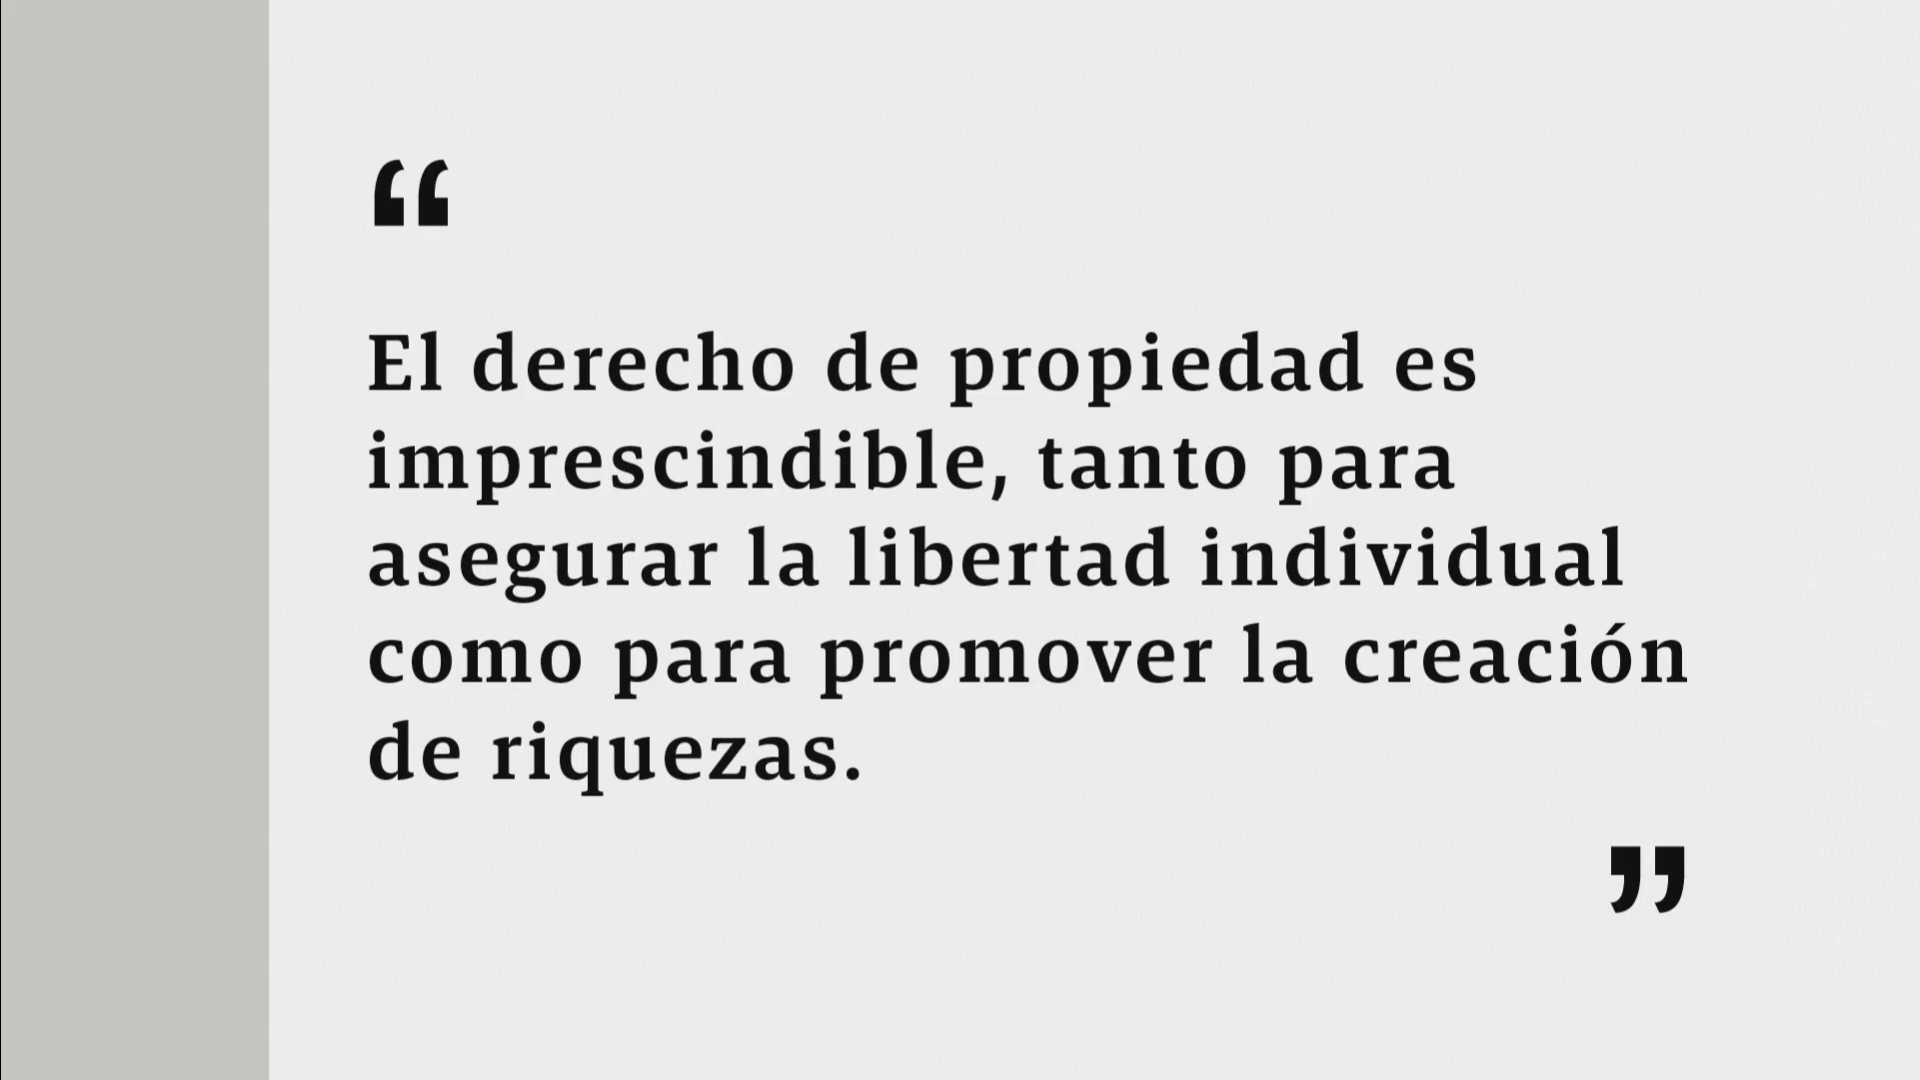 “
El derecho de propiedad es
imprescindible, tanto para
asegurar la libertad individual
como para promover la creación
de riquezas.
”